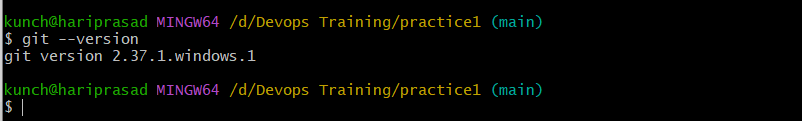 kunch@hariprasad MINGW64 /d/Devops Training/practice1 (main)
$ git --version
git version 2.37.1.windows.1
kunch@hariprasad MINGW64 /d/Devops Training/practice1 (main)
$